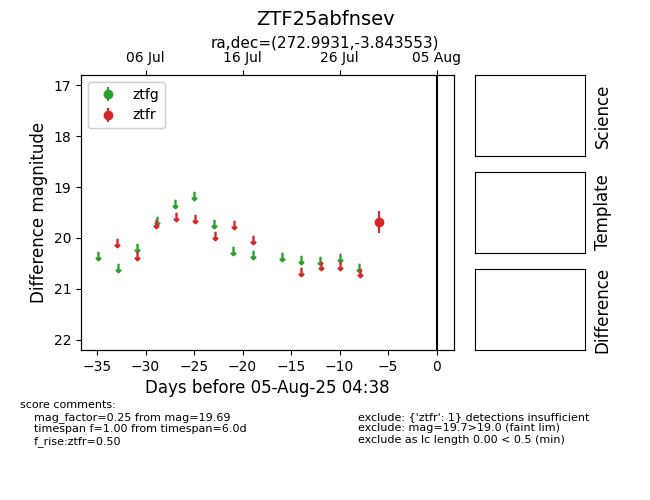 ZTF25abfnsev
ra,dec=(272.9931,-3.843553)
06 Jul 16 Jul 26 Jul 05 Aug
ztfg
ztfr
17
18
19
20
21
22
Difference magnitude
−35 −30 −25 −20 −15 −10 −5 0
Days before 05-Aug-25 04:38
Science
Template
Difference
score comments:
mag_factor=0.25 from mag=19.69
timespan f=1.00 from timespan=6.0d
f_rise:ztfr=0.50
exclude: {'ztfr': 1} detections insufficient
exclude: mag=19.7>19.0 (faint lim)
exclude as lc length 0.00 < 0.5 (min)